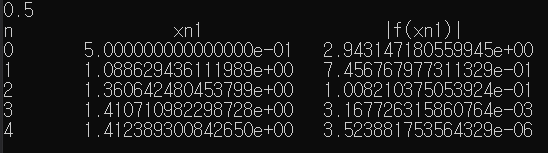 0.5
n xn1 |f(xn1)|
0 5.000000000000000e-01 2.943147180559945e+00
1 1.088629436111989e+00 7.456767977311329e-01
2 1.360642480453799e+00 1.008210375053924e-01
3 1.410710982298728e+00 3.167726315860764e-03
4 1.412389300842650e+00 3.523881753564329e-06